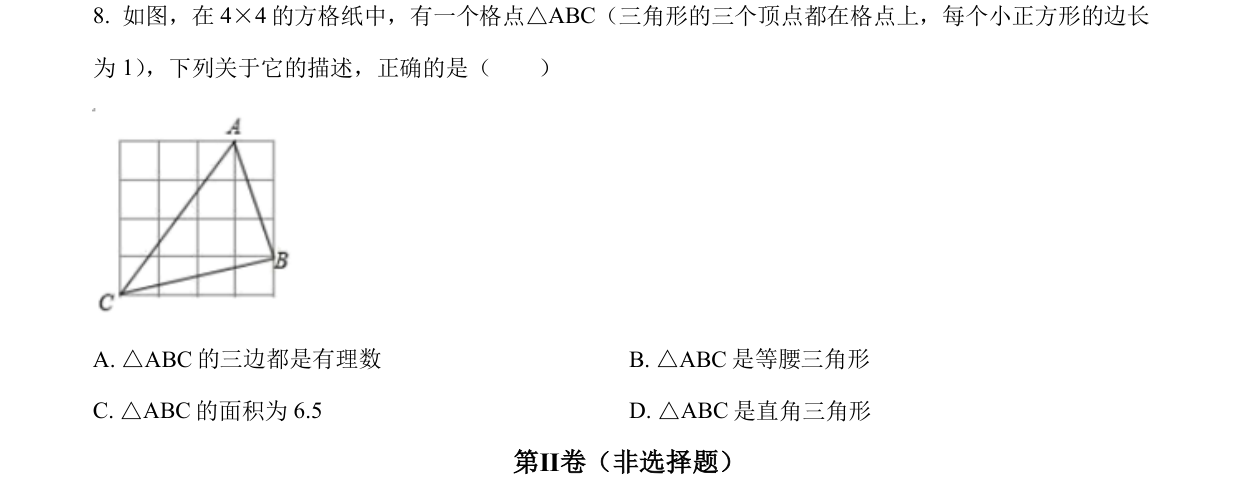 8. 如图，在 4×4 的方格纸中，有一个格点△ABC（三角形的三个顶点都在格点上，每个小正方形的边长
为 1），下列关于它的描述，正确的是（　　）
A
B
C
A. △ABC 的三边都是有理数 B. △ABC 是等腰三角形
C. △ABC 的面积为 6.5 D. △ABC 是直角三角形
第II卷（非选择题）